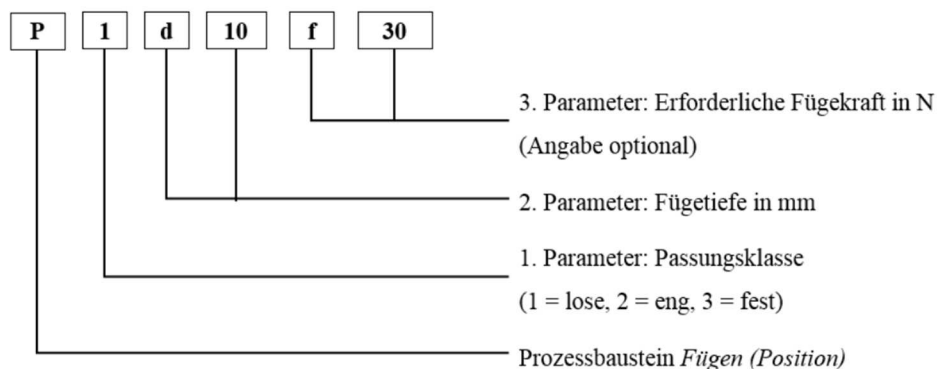 P 1 d 10 f 30
3. Parameter: Erforderliche Fügekraft in N
(Angabe optional)
2. Parameter: Fügetiefe in mm
1. Parameter: Passungsklasse
(1 = lose, 2 = eng, 3 = fest)
Prozessbaustein Fügen (Position)